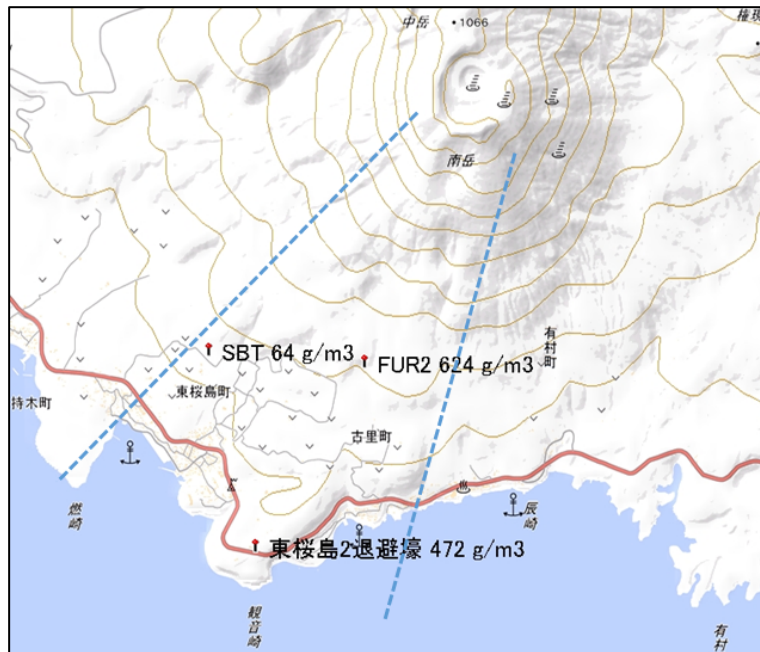 中岳
・1066
権現
南岳
有村町
SBT 64 g/m3
FUR2 624 g/m3
東桜島町
持木町
古里町
燃崎
辰崎
東桜島2退避壕 472 g/m3
観音崎
有村